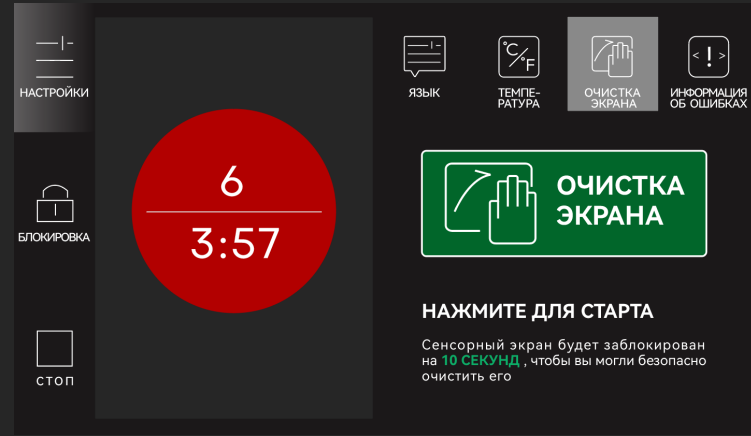 НАСТРОЙКИ
БЛОКИРОВКА
СТОП
6
3:57
ЯЗЫК
°C/°F
ТЕМПЕ-
РАТУРА
ОЧИСТКА
ЭКРАНА
< ! >
ИНФОРМАЦИЯ
ОБ ОШИБКАХ
ОЧИСТКА
ЭКРАНА
НАЖМИТЕ ДЛЯ СТАРТА
Сенсорный экран будет заблокирован
на 10 СЕКУНД , чтобы вы могли безопасно
очистить его